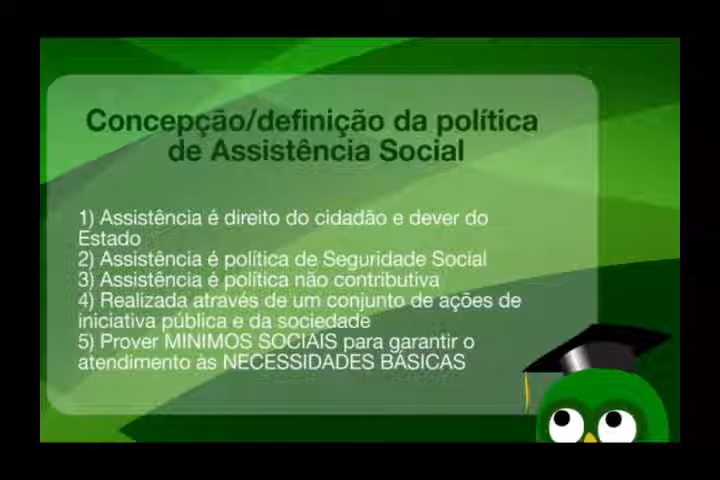 Concepção/definição da política
de Assistência Social
1) Assistência é direito do cidadão e dever do
Estado
2) Assistência é política de Seguridade Social
3) Assistência é política não contributiva
4) Realizada através de um conjunto de ações de
iniciativa pública e da sociedade
5) Prover MINIMOS SOCIAIS para garantir o
atendimento às NECESSIDADES BÁSICAS